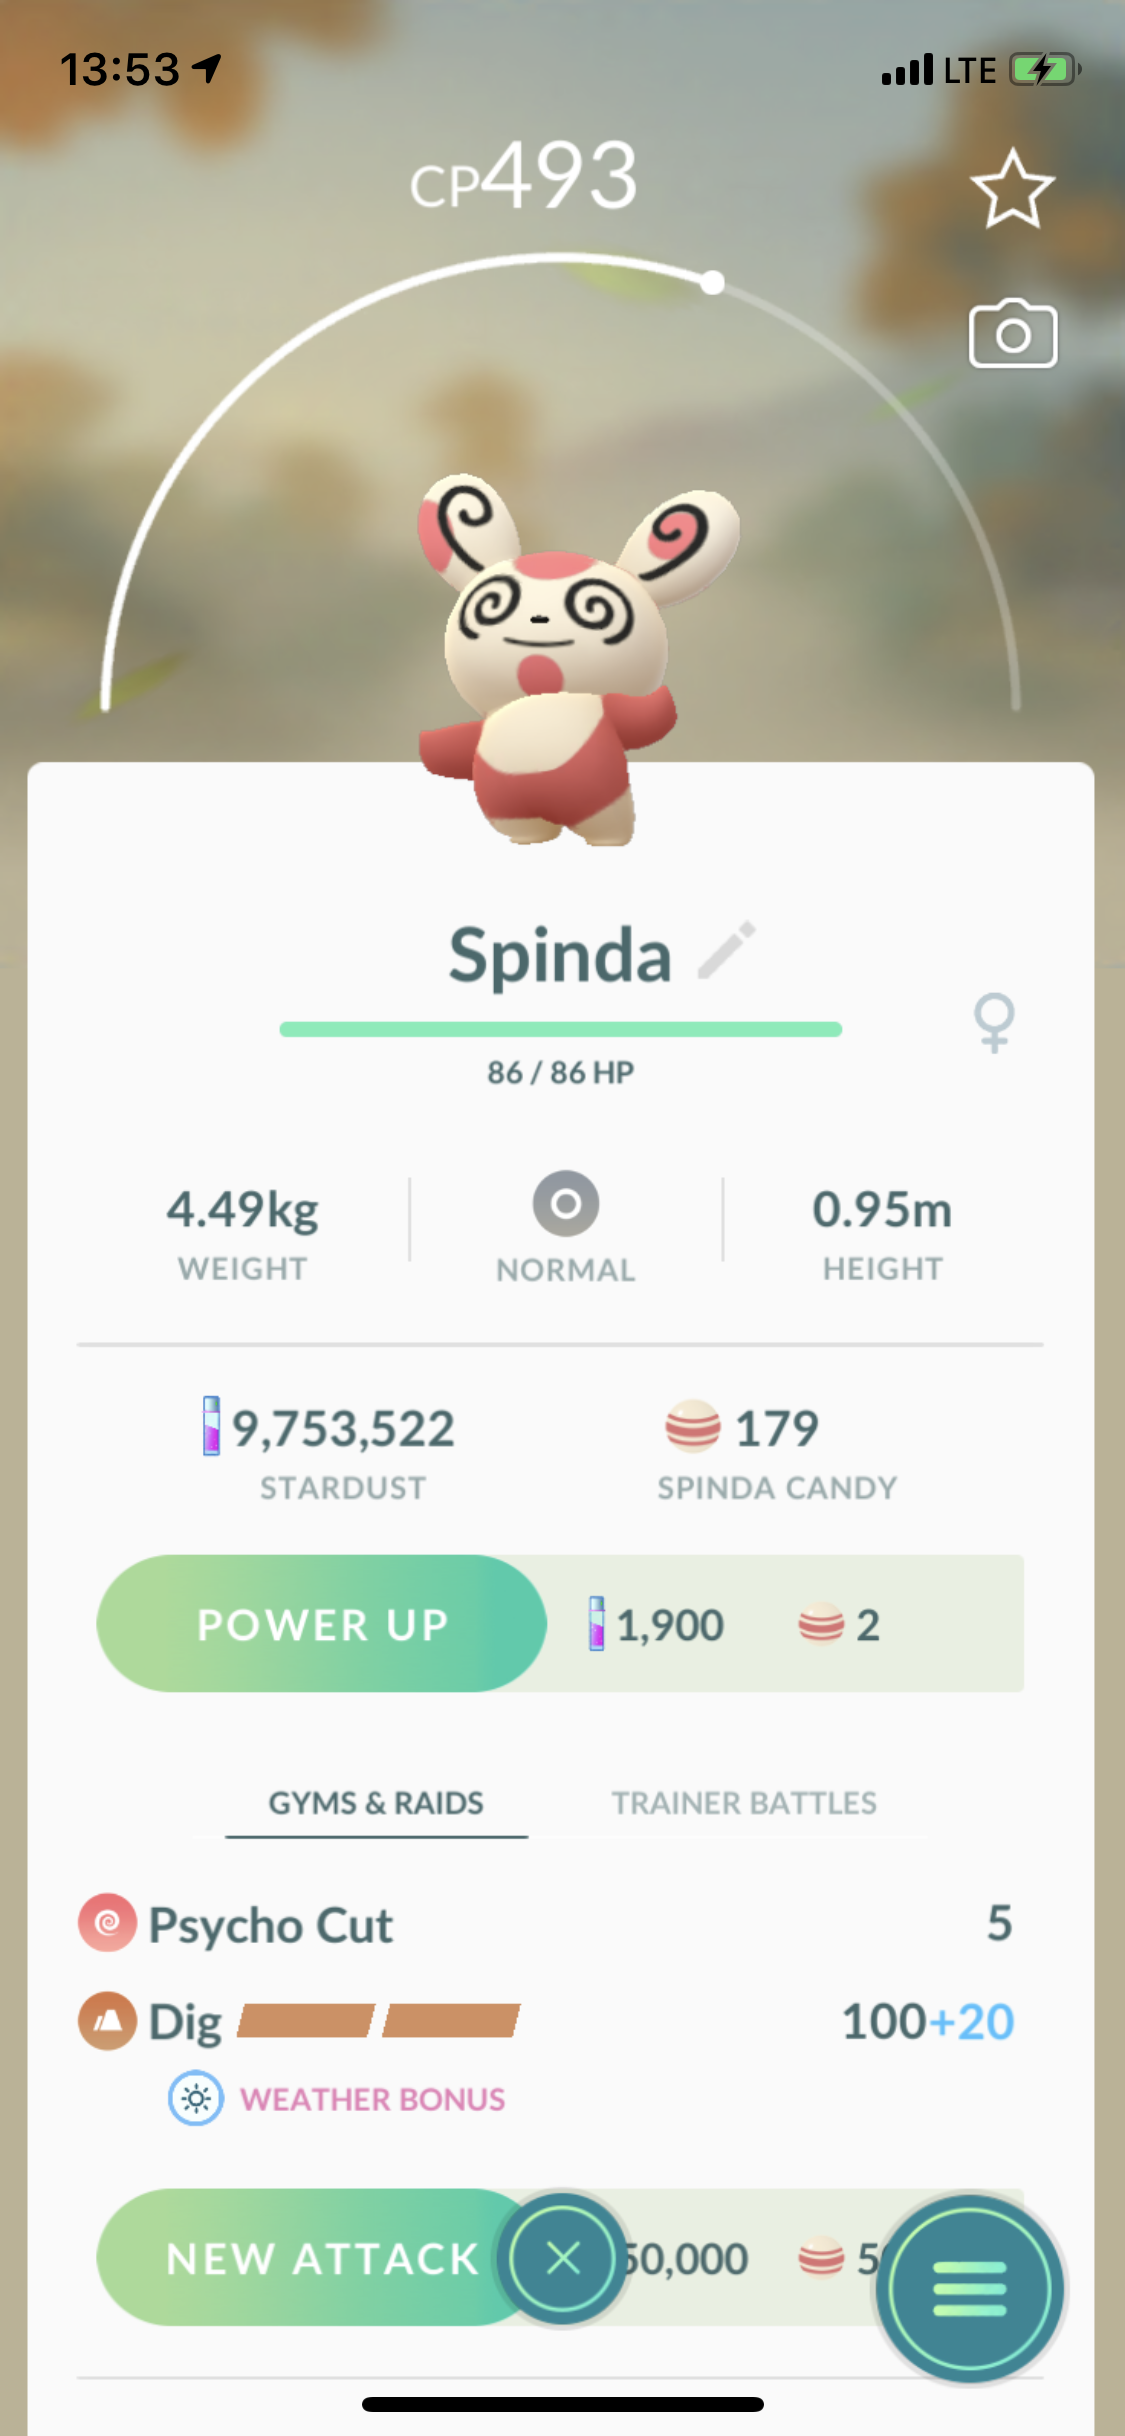 13:53
LTE
CP493
Spinda
86 / 86 HP
4.49kg
WEIGHT
NORMAL
0.95m
HEIGHT
9,753,522
STARDUST
179
SPINDA CANDY
POWER UP 1,900 2
GYMS & RAIDS TRAINER BATTLES
Psycho Cut 5
Dig 100+20
WEATHER BONUS
NEW ATTACK 50,000